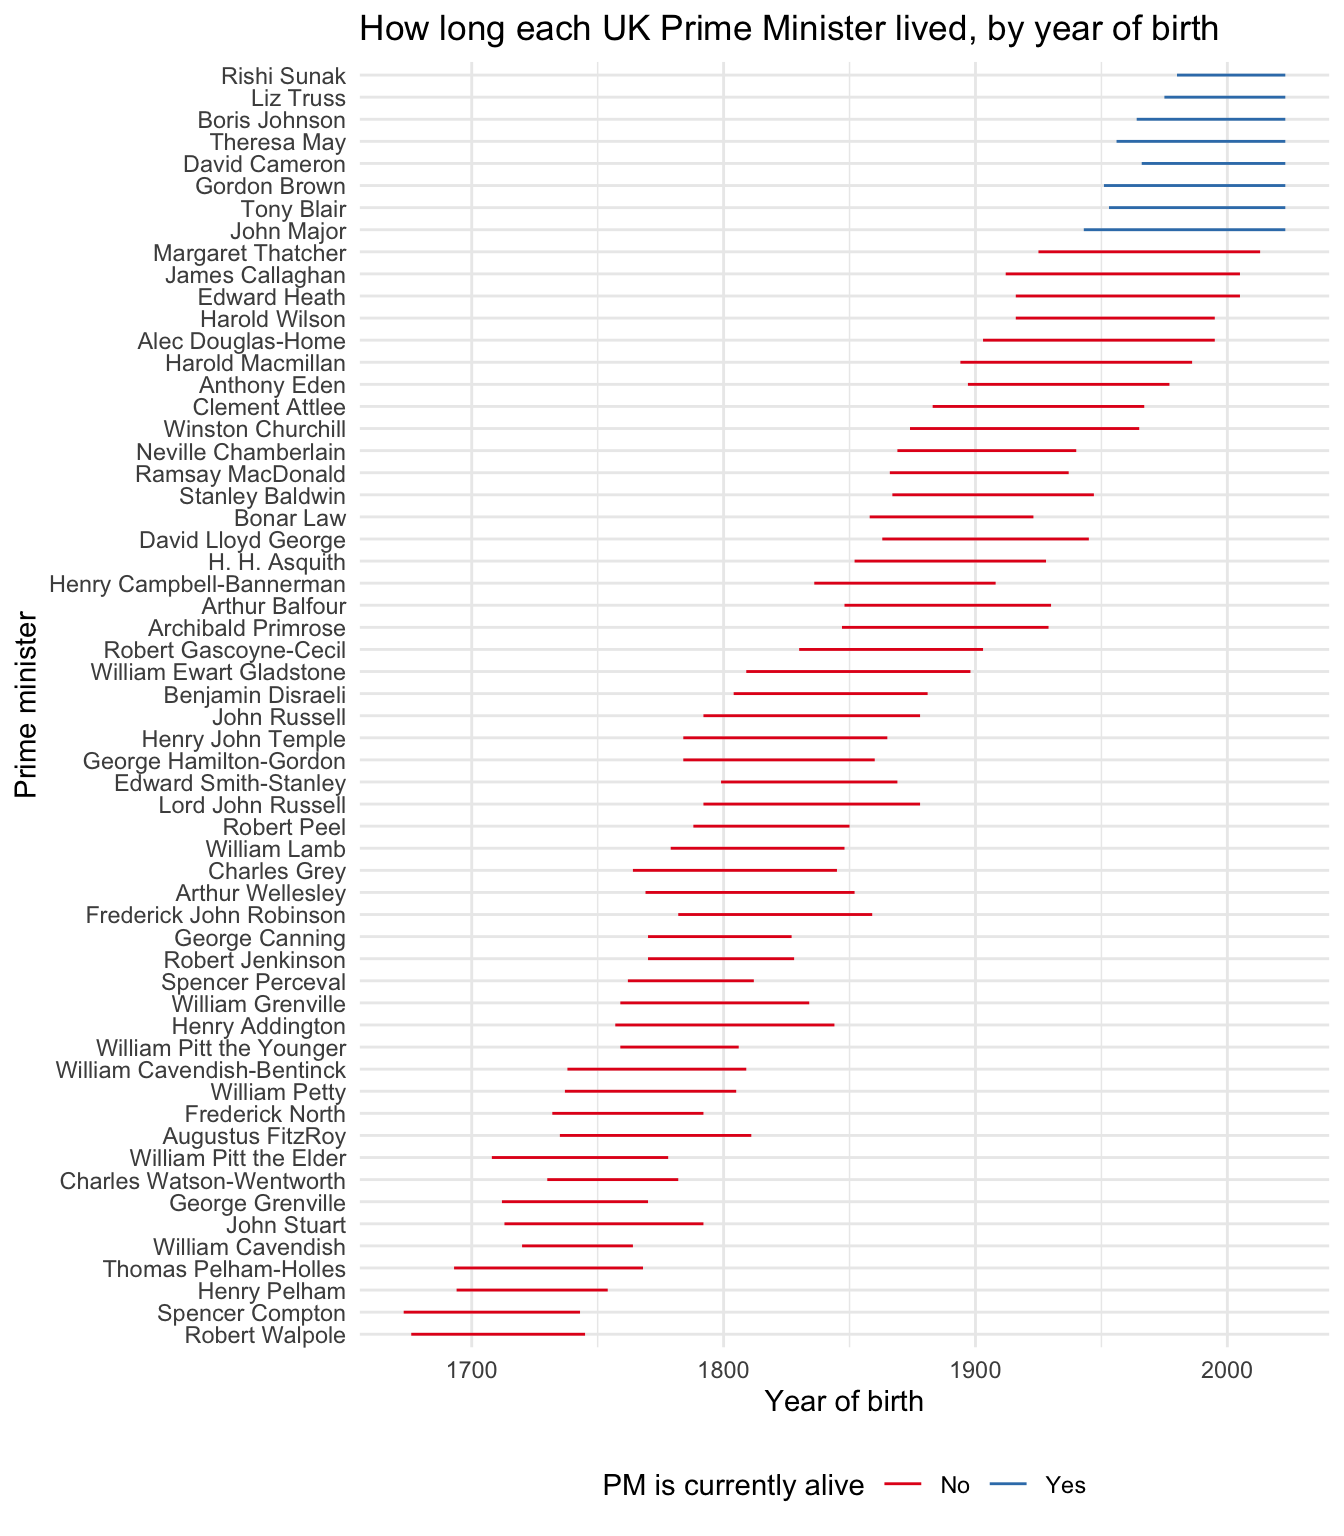 How long each UK Prime Minister lived, by year of birth
Rishi Sunak
Liz Truss
Boris Johnson
Theresa May
David Cameron
Gordon Brown
Tony Blair
John Major
Margaret Thatcher
James Callaghan
Edward Heath
Harold Wilson
Alec Douglas-Home
Harold Macmillan
Anthony Eden
Clement Attlee
Winston Churchill
Neville Chamberlain
Ramsay MacDonald
Stanley Baldwin
Bonar Law
David Lloyd George
H. H. Asquith
Henry Campbell-Bannerman
Arthur Balfour
Archibald Primrose
Robert Gascoyne-Cecil
William Ewart Gladstone
Benjamin Disraeli
John Russell
Henry John Temple
George Hamilton-Gordon
Edward Smith-Stanley
Lord John Russell
Robert Peel
William Lamb
Charles Grey
Arthur Wellesley
Frederick John Robinson
George Canning
Robert Jenkinson
Spencer Perceval
William Grenville
Henry Addington
William Pitt the Younger
William Cavendish-Bentinck
William Petty
Frederick North
Augustus FitzRoy
William Pitt the Elder
Charles Watson-Wentworth
George Grenville
John Stuart
William Cavendish
Thomas Pelham-Holles
Henry Pelham
Spencer Compton
Robert Walpole
Prime minister
1700 1800 1900 2000
Year of birth
PM is currently alive No Yes